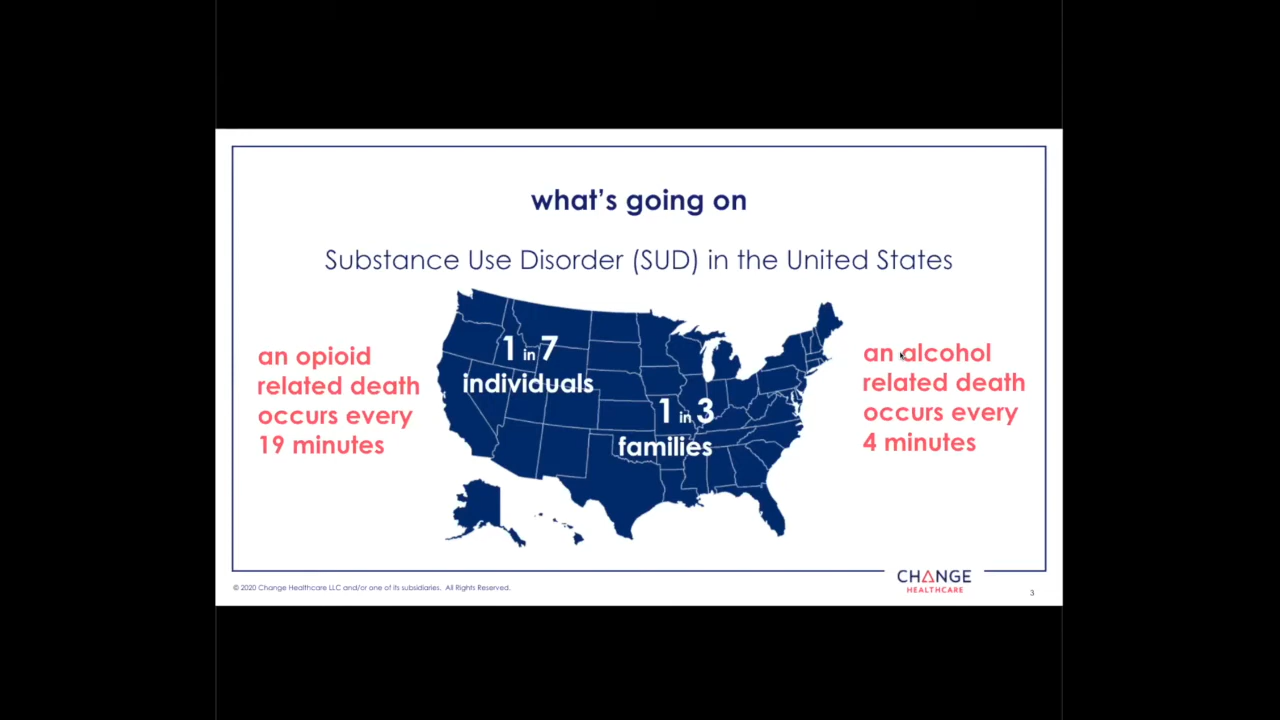 what's going on
Substance Use Disorder (SUD) in the United States
an opioid
related death
occurs every
19 minutes
1 in 7
individuals
1 in 3
families
an alcohol
related death
occurs every
4 minutes
© 2020 Change Healthcare LLC and/or one of its subsidiaries. All Rights Reserved.
CHANGE
HEALTHCARE
3